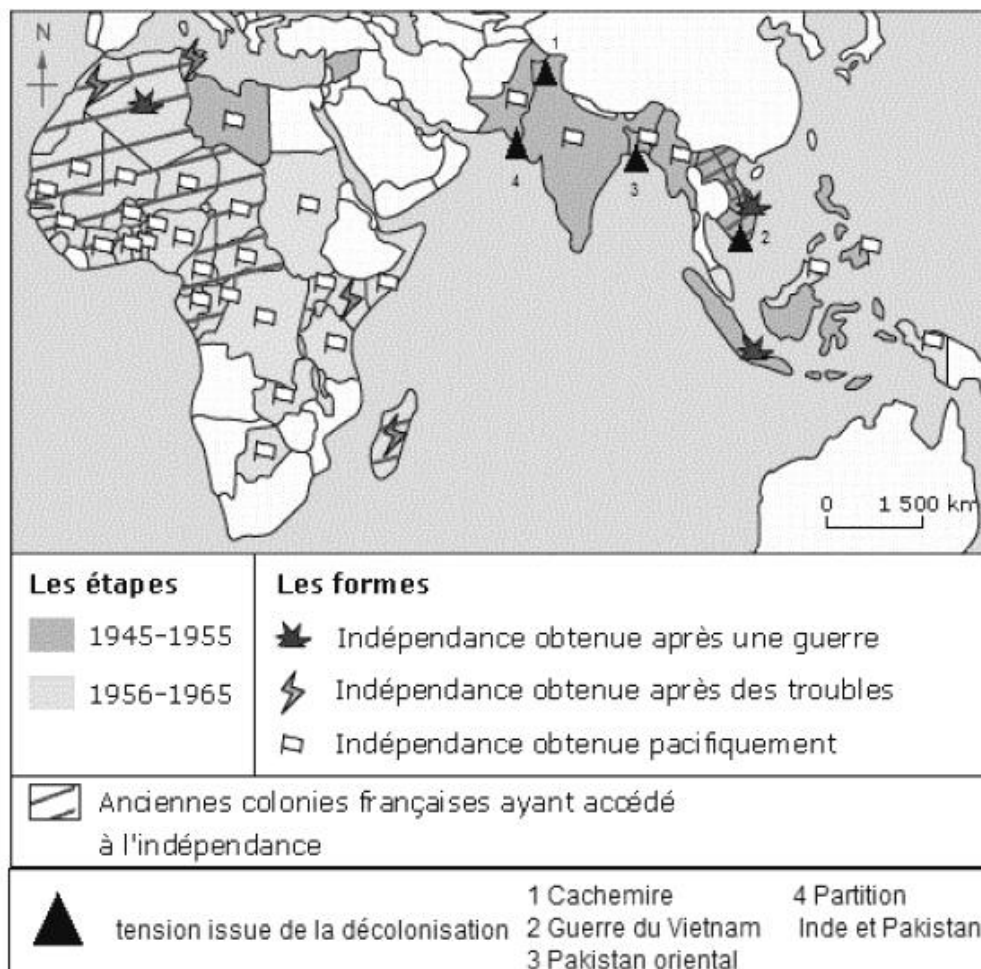 N
1
4
3
2
0 1 500 km
Les étapes
1945-1955
1956-1965
Les formes
Indépendance obtenue après une guerre
Indépendance obtenue après des troubles
Indépendance obtenue pacifiquement
Anciennes colonies françaises ayant accédé
à l'indépendance
tension issue de la décolonisation
1 Cachemire
2 Guerre du Vietnam
3 Pakistan oriental
4 Partition
Inde et Pakistan